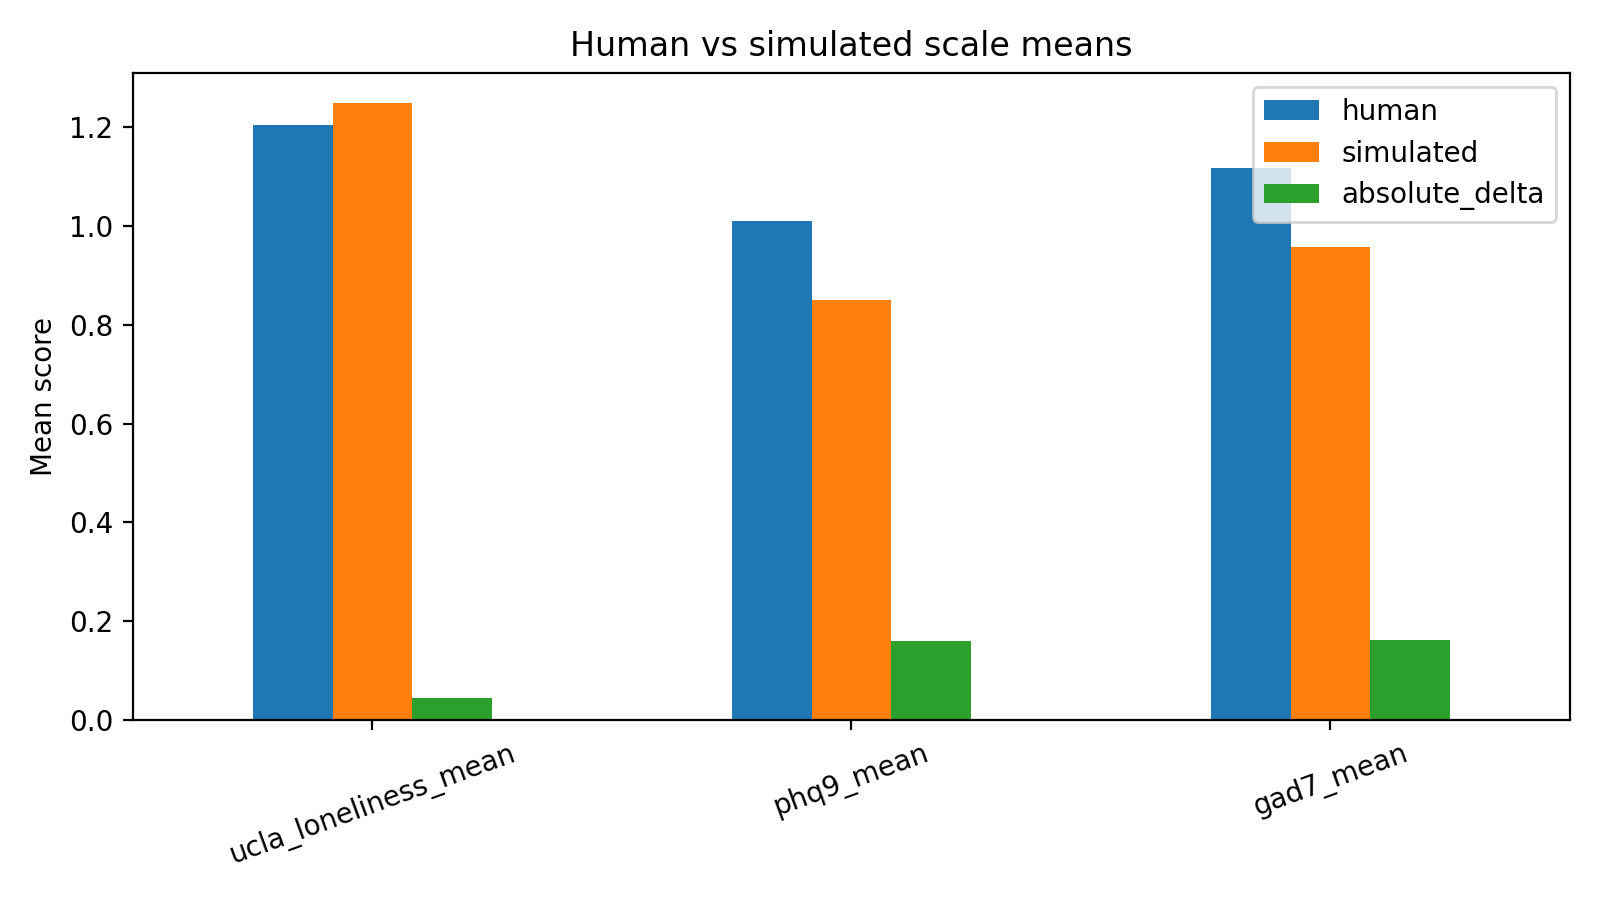 Human vs simulated scale means
human
simulated
absolute_delta
Mean score
1.2
1.0
0.8
0.6
0.4
0.2
0.0
ucla_loneliness_mean
phq9_mean
gad7_mean